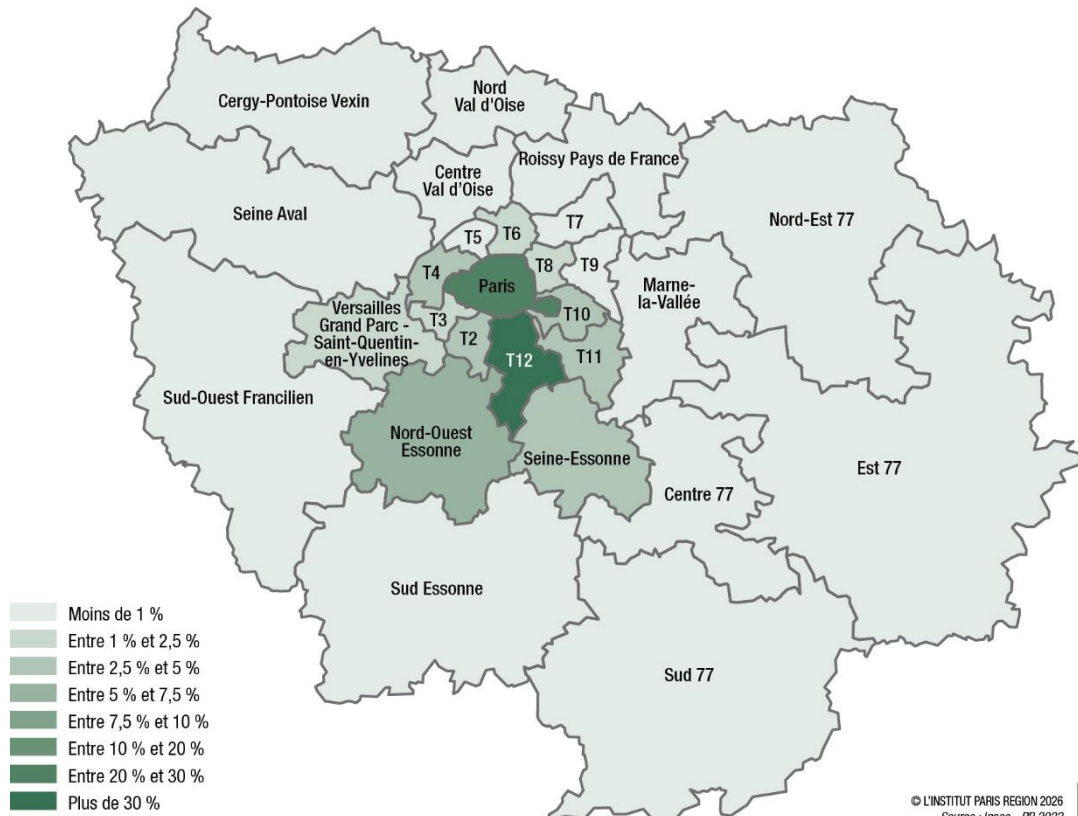 Cergy-Pontoise Vexin
Nord
Val d'Oise
Roissy Pays de France
Centre
Val d'Oise
Seine Aval
Nord-Est 77
T7
T6
T5
T8
T9
T4
Paris
Marne-
la-Vallée
Versailles
Grand Parc -
Saint-Quentin-
en-Yvelines
T3
T10
T2
T12
T11
Sud-Ouest Francilien
Nord-Ouest
Essonne
Seine-Essonne
Est 77
Centre 77
Sud Essonne
Sud 77
Moins de 1 %
Entre 1 % et 2,5 %
Entre 2,5 % et 5 %
Entre 5 % et 7,5 %
Entre 7,5 % et 10 %
Entre 10 % et 20 %
Entre 20 % et 30 %
Plus de 30 %
© L'INSTITUT PARIS REGION 2026
Source : Insee - RP 2022